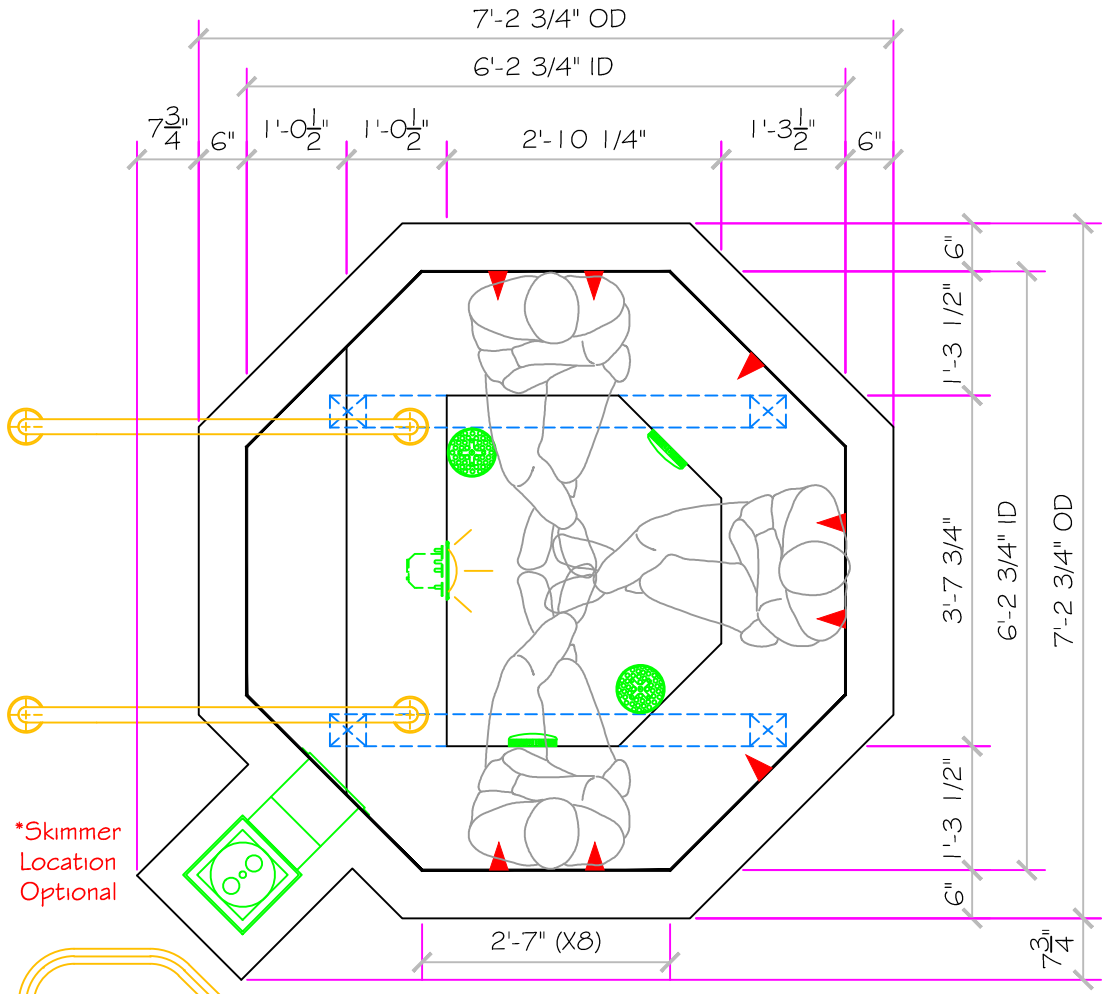 7'-2 3/4" OD
6'-2 3/4" ID
7 3/4"
6"
1'-0 1/2
1'-0 1/2
2'-10 1/4"
1'-3 1/2
6"
6"
1'-3 1/2"
3'-7 3/4"
6'-2 3/4" ID
7'-2 3/4" OD
1'-3 1/2"
6"
7 3/4"
*Skimmer
Location
Optional
2'-7" (X8)